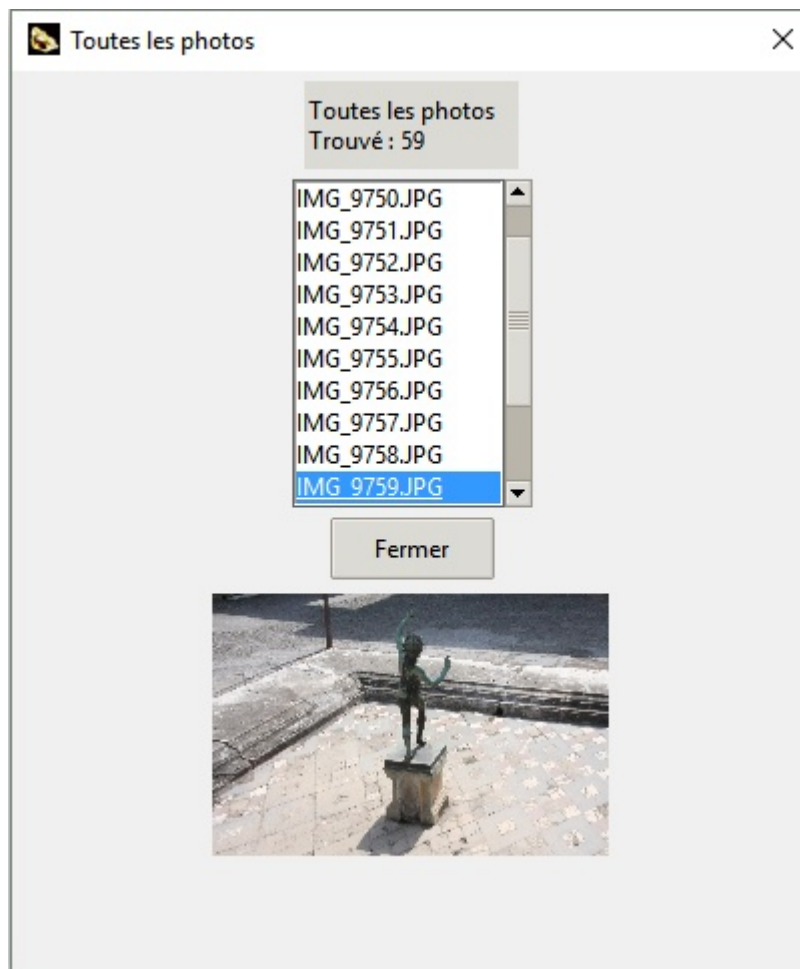 Toutes les photos
Toutes les photos
Trouvé : 59
IMG_9750.JPG
IMG_9751.JPG
IMG_9752.JPG
IMG_9753.JPG
IMG_9754.JPG
IMG_9755.JPG
IMG_9756.JPG
IMG_9757.JPG
IMG_9758.JPG
IMG_9759.JPG
Fermer